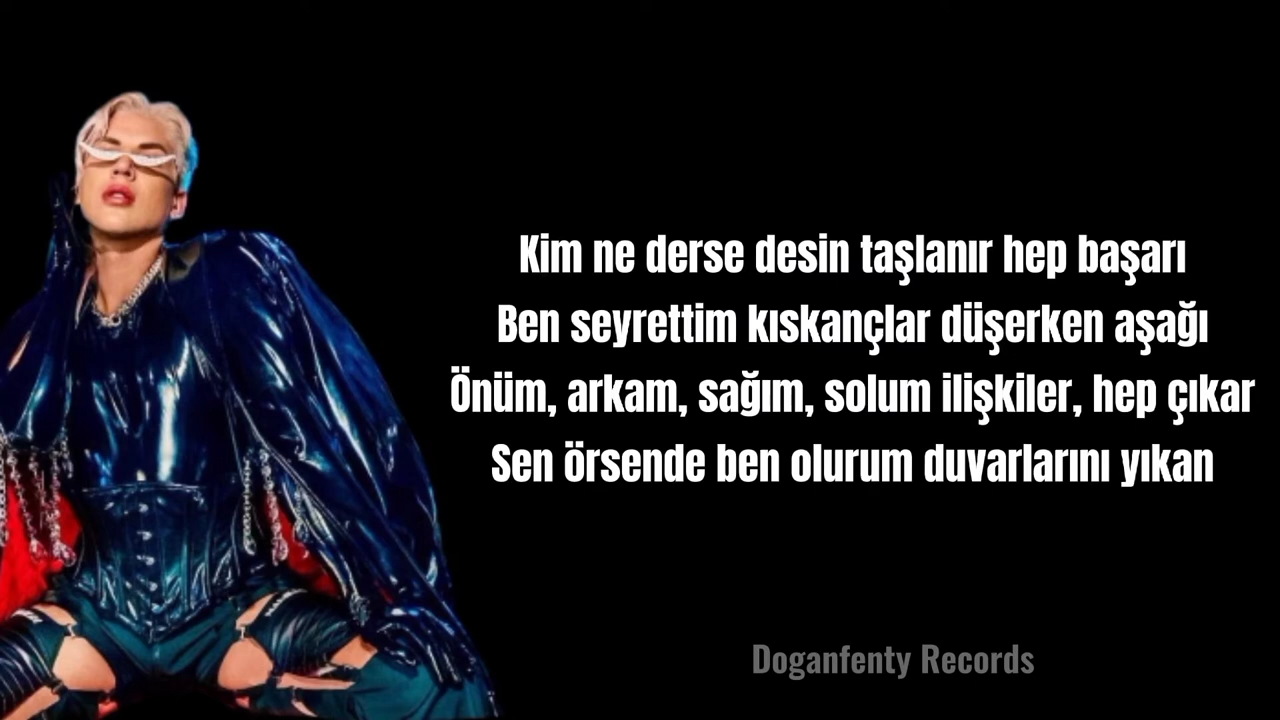 Kim ne derse desin taşlanır hep başarı
Ben seyrettim kıskançlar düşerken aşağı
Önüm, arkam, sağım, solum ilişkiler, hep çıkar
Sen örsende ben olurum duvarlarını yıkan
Doganfenty Records